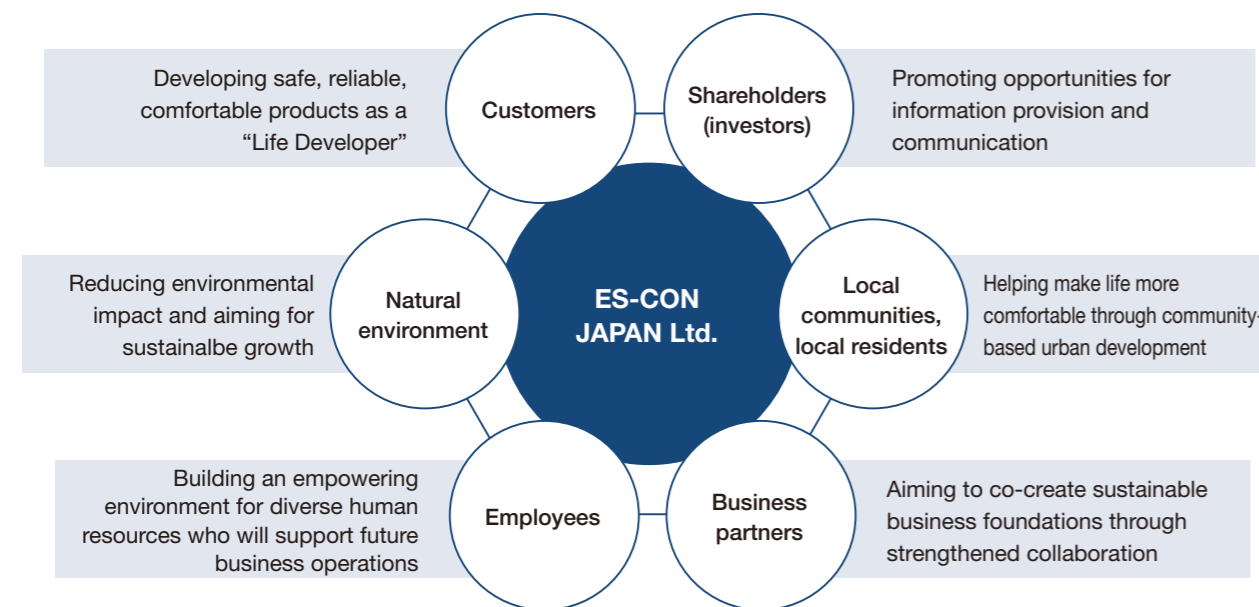 Developing safe, reliable,
comfortable products as a
“Life Developer”
Customers
Shareholders
(investors)
Promoting opportunities for
information provision and
communication
Reducing environmental
impact and aiming for
sustainalbe growth
Natural
environment
ES-CON
JAPAN Ltd.
Local
communities,
local residents
Helping make life more
comfortable through community-
based urban development
Building an empowering
environment for diverse human
resources who will support future
business operations
Employees
Business
partners
Aiming to co-create sustainable
business foundations through
strengthened collaboration